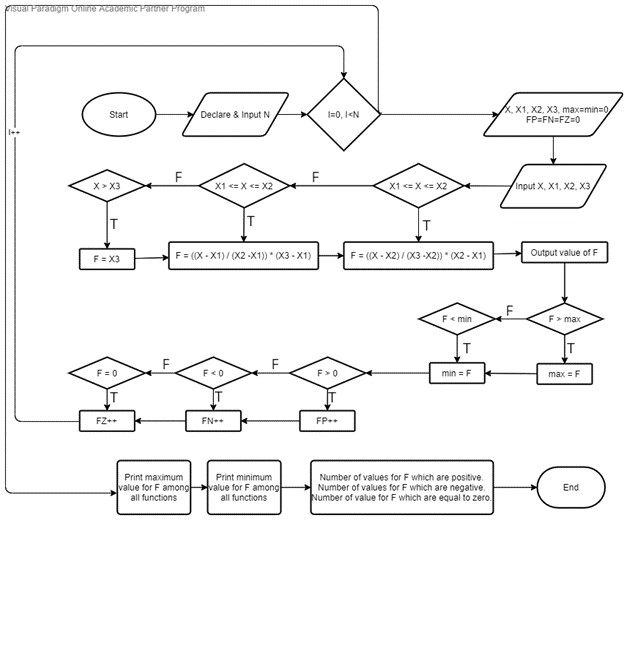 Visual Paradigm Online Academic Partner Program
Start
Declare & Input N
I=0, I<N
X, X1, X2, X3, max=min=0
FP=FN=FZ=0
I++
X > X3
F
X1 <= X <= X2
F
X1 <= X <= X2
Input X, X1, X2, X3
T
T
T
F = X3
F = ((X - X1) / (X2 -X1)) * (X3 - X1)
F = ((X - X2) / (X3 -X2)) * (X2 - X1)
Output value of F
F < min
F
F > max
T
T
F = 0
F
F < 0
F
F > 0
min = F
max = F
T
T
T
FZ++
FN++
FP++
Print maximum
value for F among
all functions
Print minimum
value for F among
all functions
Number of values for F which are positive.
Number of values for F which are negative.
Number of value for F which are equal to zero.
End